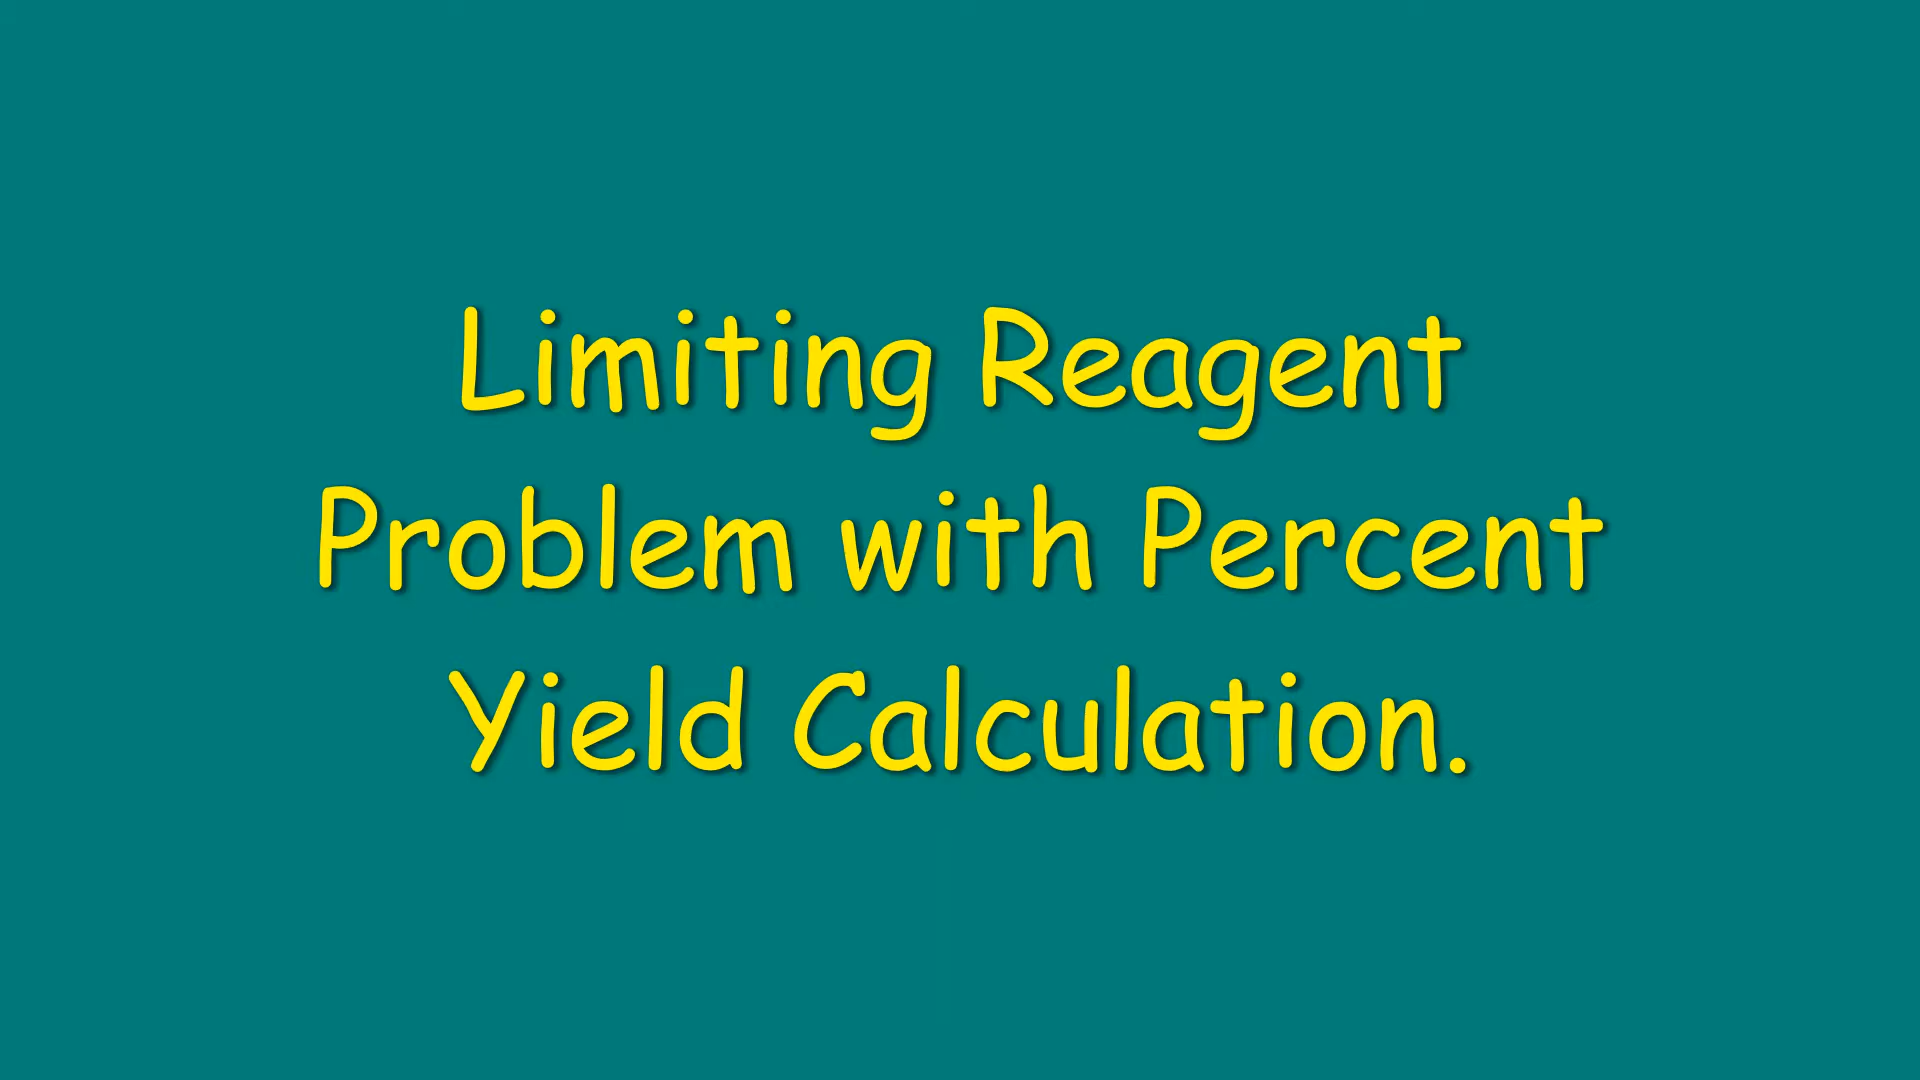 Limiting Reagent
Problem with Percent
Yield Calculation.